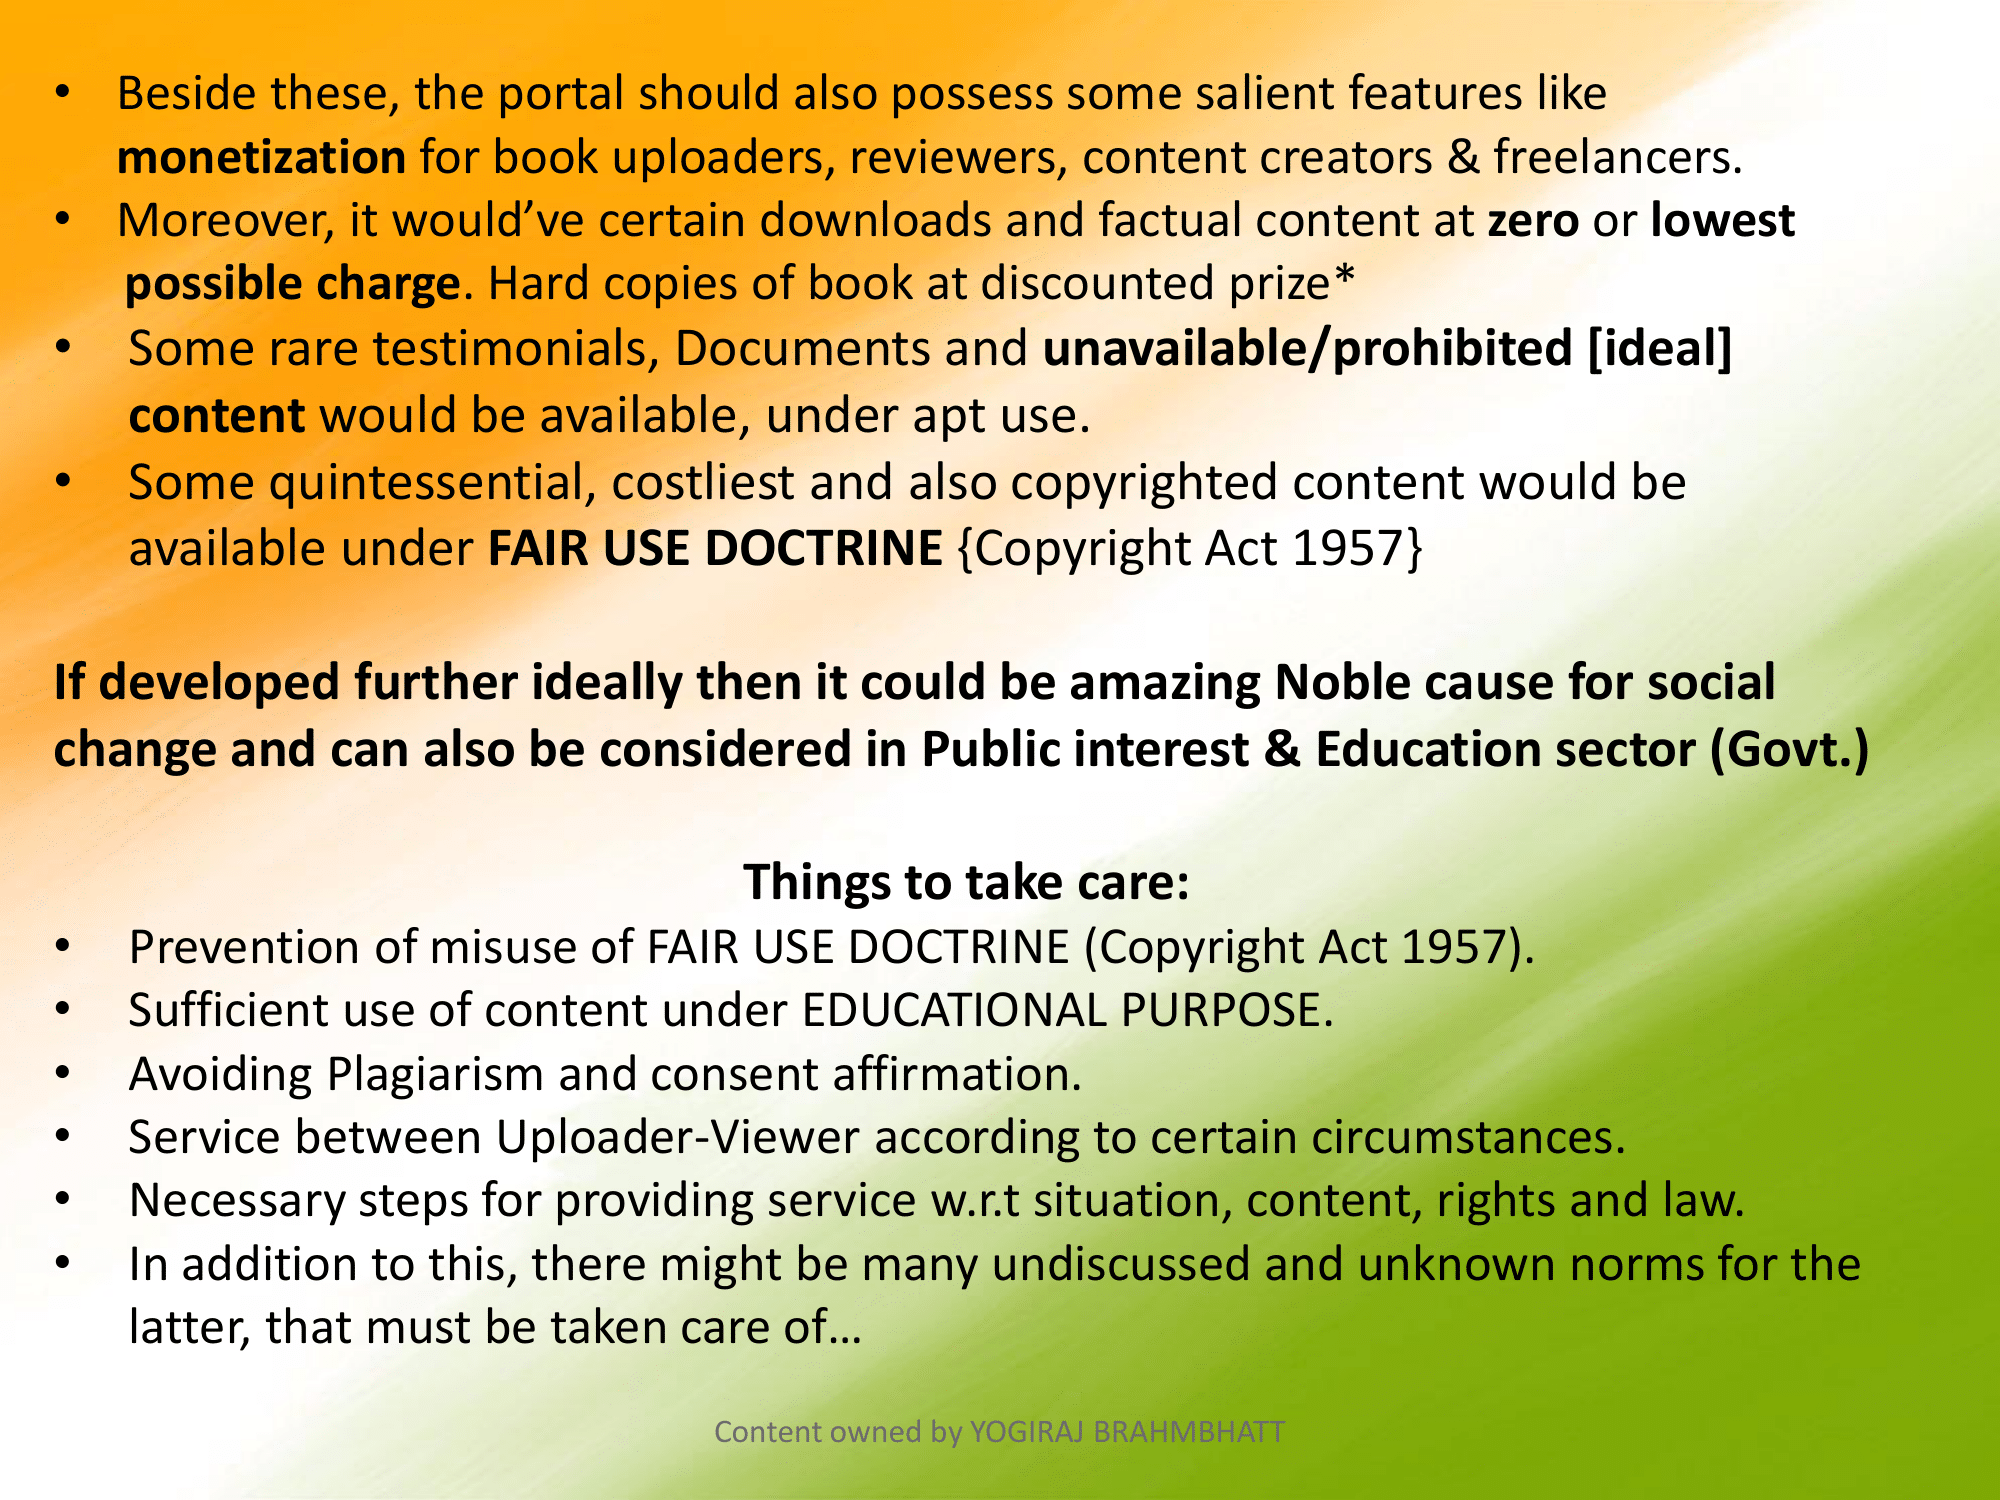 • Beside these, the portal should also possess some salient features like
monetization for book uploaders, reviewers, content creators & freelancers.
• Moreover, it would’ve certain downloads and factual content at zero or lowest
possible charge. Hard copies of book at discounted prize*
• Some rare testimonials, Documents and unavailable/prohibited [ideal]
content would be available, under apt use.
• Some quintessential, costliest and also copyrighted content would be
available under FAIR USE DOCTRINE {Copyright Act 1957}
If developed further ideally then it could be amazing Noble cause for social
change and can also be considered in Public interest & Education sector (Govt.)
Things to take care:
• Prevention of misuse of FAIR USE DOCTRINE (Copyright Act 1957).
• Sufficient use of content under EDUCATIONAL PURPOSE.
• Avoiding Plagiarism and consent affirmation.
• Service between Uploader-Viewer according to certain circumstances.
• Necessary steps for providing service w.r.t situation, content, rights and law.
• In addition to this, there might be many undiscussed and unknown norms for the
latter, that must be taken care of…
Content owned by YOGIRAJ BRAHMBHATT